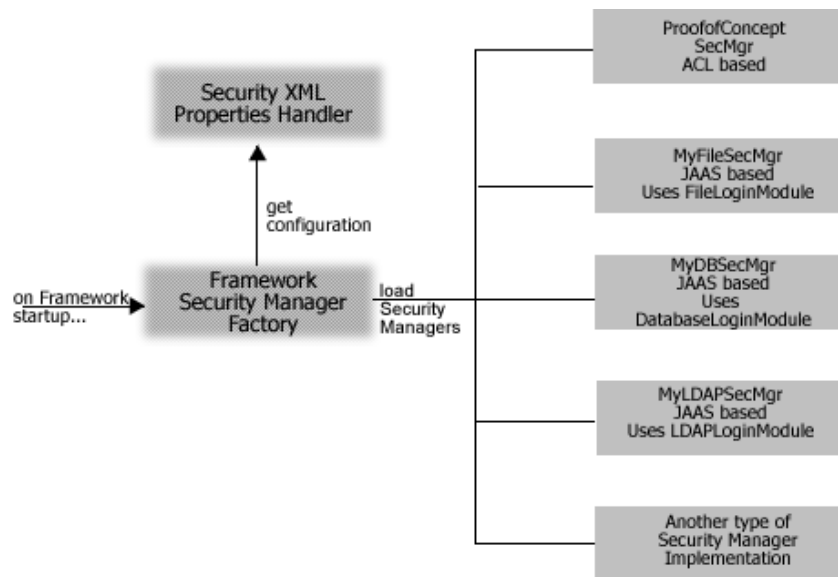 Security XML
Properties Handler
get
configuration
on Framework
startup...
Framework
Security Manager
Factory
load
Security
Managers
ProofofConcept
SecMgr
ACL based
MyFileSecMgr
JAAS based
Uses FileLoginModule
MyDBSecMgr
JAAS based
Uses
DatabaseLoginModule
MyLDAPSecMgr
JAAS based
Uses LDAPLoginModule
Another type of
Security Manager
Implementation